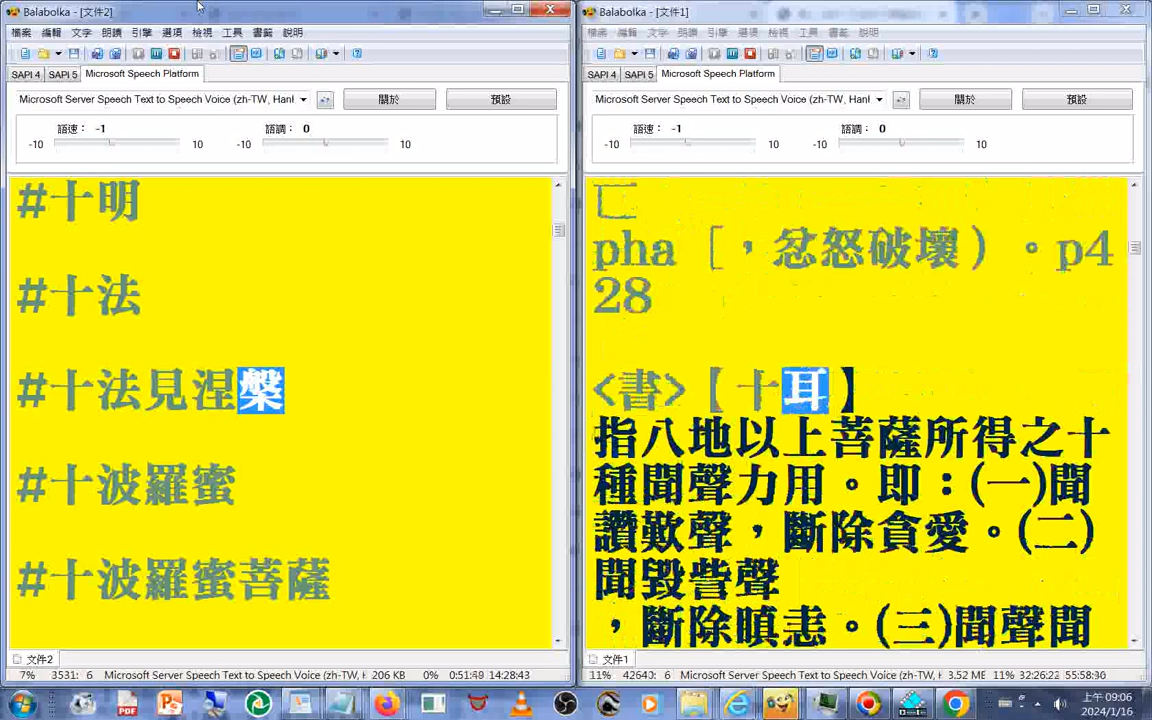 Balabolka - [文件2]
檔案 編輯 文字 朗讀 引擎 選項 檢視 工具 書籤 說明
SAPI 4 SAPI 5 Microsoft Speech Platform
Microsoft Server Speech Text to Speech Voice (zh-TW, Hanl
關於 預設
語速： -1 語調： 0
-10 10 -10 10
#十明
#十法
#十法見涅槃
#十波羅蜜
#十波羅蜜菩薩
文件2
7% 3531: 6 Microsoft Server Speech Text to Speech Vo 206 KB 0% 0:51:49 14:28:43
Balabolka - [文件1]
檔案 編輯 文字 朗讀 引擎 選項 檢視 工具 書籤 說明
SAPI 4 SAPI 5 Microsoft Speech Platform
Microsoft Server Speech Text to Speech Voice (zh-TW, Hanl
關於 預設
語速： -1 語調： 0
-10 10 -10 10
pha〔，忿怒破壞）。p4
28
<書>【十耳】
指八地以上菩薩所得之十
種聞聲力用。即：(一)聞
讚歎聲，斷除貪愛。(二)
聞毀訾聲
，斷除瞋恚。(三)聞聲聞
文件1
11% 42640: 6 Microsoft Server Speech Text to Speech Vo 3.52 ME 11% 32:26:22 55:58:30
上午 09:06
2024/1/16